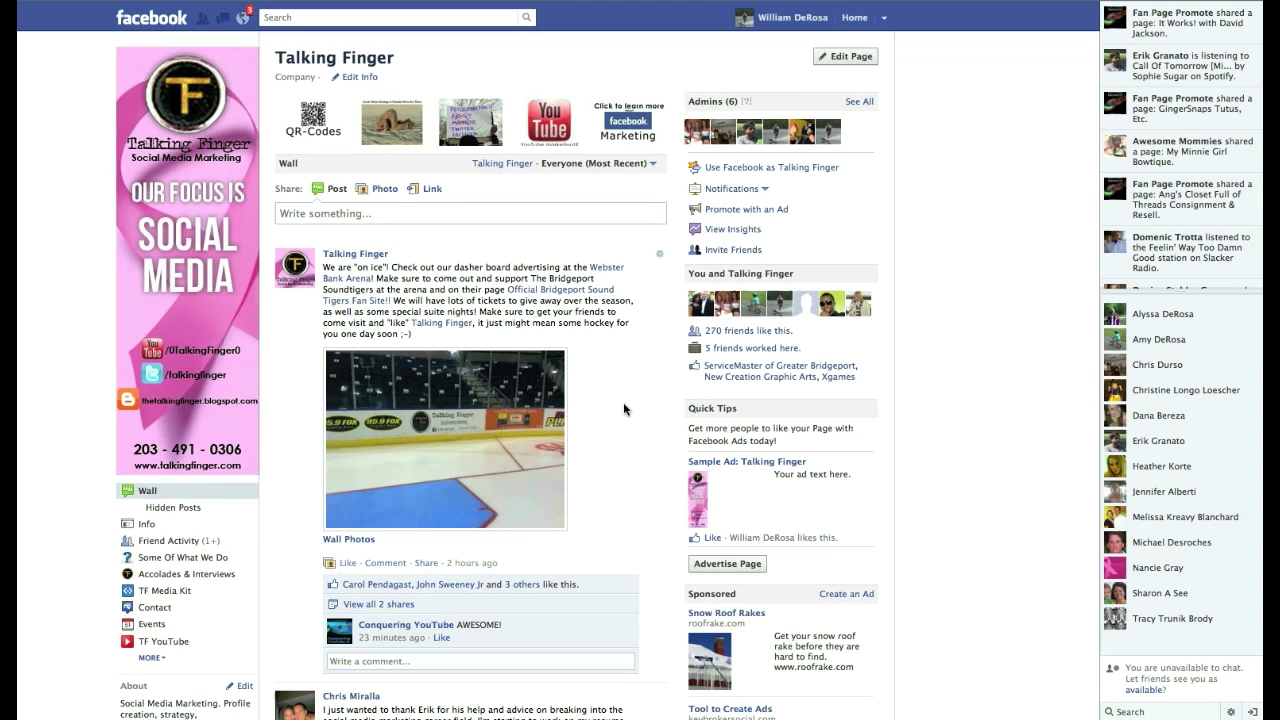 facebook
3
Search
William DeRosa
Home
TF
Talking Finger
Social Media Marketing
OUR FOCUS IS
SOCIAL
MEDIA
You Tube
/0TalkingFinger0
/talkingfinger
thetalkingfinger.blogspot.com
203 - 491 - 0306
www.talkingfinger.com
Wall
Hidden Posts
Info
Friend Activity (1+)
Some Of What We Do
Accolades & Interviews
TF Media Kit
Contact
Events
TF YouTube
MORE
About
Edit
Social Media Marketing, Profile
creation, strategy,
Talking Finger
Company · Edit Info
Edit Page
QR-Codes
You Tube
Click to learn more
facebook
Marketing
Wall
Talking Finger · Everyone (Most Recent)
Share: Post Photo Link
Write something...
Talking Finger
We are "on ice"! Check out our dasher board advertising at the Webster
Bank Arena! Make sure to come out and support The Bridgeport
Soundtigers at the arena and on their page Official Bridgeport Sound
Tigers Fan Site!! We will have lots of tickets to give away over the season,
as well as some special suite nights! Make sure to get your friends to
come visit and "like" Talking Finger, it just might mean some hockey for
you one day soon ;-)
95.9 FOX
95.9 FOX
Talking Finger
Wall Photos
Like · Comment · Share · 2 hours ago
Carol Pendagast, John Sweeney Jr and 3 others like this.
View all 2 shares
Conquering YouTube AWESOME!
23 minutes ago · Like
Write a comment...
Chris Miralla
I just wanted to thank Erik for his help and advice on breaking into the
Admins (6) [?]
See All
Use Facebook as Talking Finger
Notifications
Promote with an Ad
View Insights
Invite Friends
You and Talking Finger
270 friends like this.
5 friends worked here.
ServiceMaster of Greater Bridgeport,
New Creation Graphic Arts, Xgames
Quick Tips
Get more people to like your Page with
Facebook Ads today!
Sample Ad: Talking Finger
Your ad text here.
Like · William DeRosa likes this.
Advertise Page
Sponsored
Create an Ad
Snow Roof Rakes
roofrake.com
Get your snow roof
rake before they are
hard to find.
www.roofrake.com
Tool to Create Ads
keybrokersocial.com
Fan Page Promote shared a
page: It Works! with David
Jackson.
Erik Granato is listening to
Call Of Tomorrow [Mi... by
Sophie Sugar on Spotify.
Fan Page Promote shared a
page: GingerSnaps Tutus,
Etc.
Awesome Mommies shared
a page: My Minnie Girl
Bowtique.
Fan Page Promote shared a
page: Ang's Closet Full of
Threads Consignment &
Resell.
Domenic Trotta listened to
the Feelin' Way Too Damn
Good station on Slacker
Radio.
Alyssa DeRosa
Amy DeRosa
Chris Durso
Christine Longo Loescher
Dana Bereza
Erik Granato
Heather Korte
Jennifer Alberti
Melissa Kreavy Blanchard
Michael Desroches
Nancie Gray
Sharon A See
Tracy Trunik Brody
You are unavailable to chat.
Let friends see you as
available?
Search